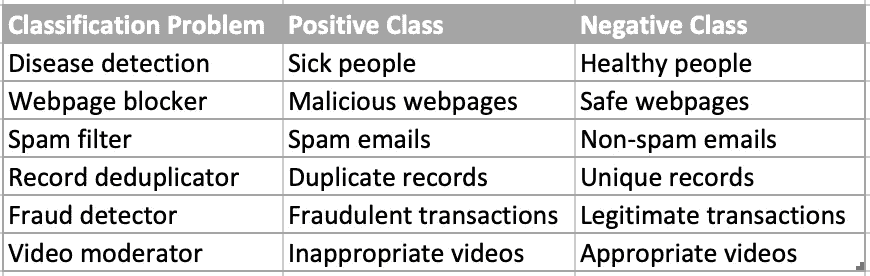 Classification Problem Positive Class Negative Class
Disease detection Sick people Healthy people
Webpage blocker Malicious webpages Safe webpages
Spam filter Spam emails Non-spam emails
Record deduplicator Duplicate records Unique records
Fraud detector Fraudulent transactions Legitimate transactions
Video moderator Inappropriate videos Appropriate videos